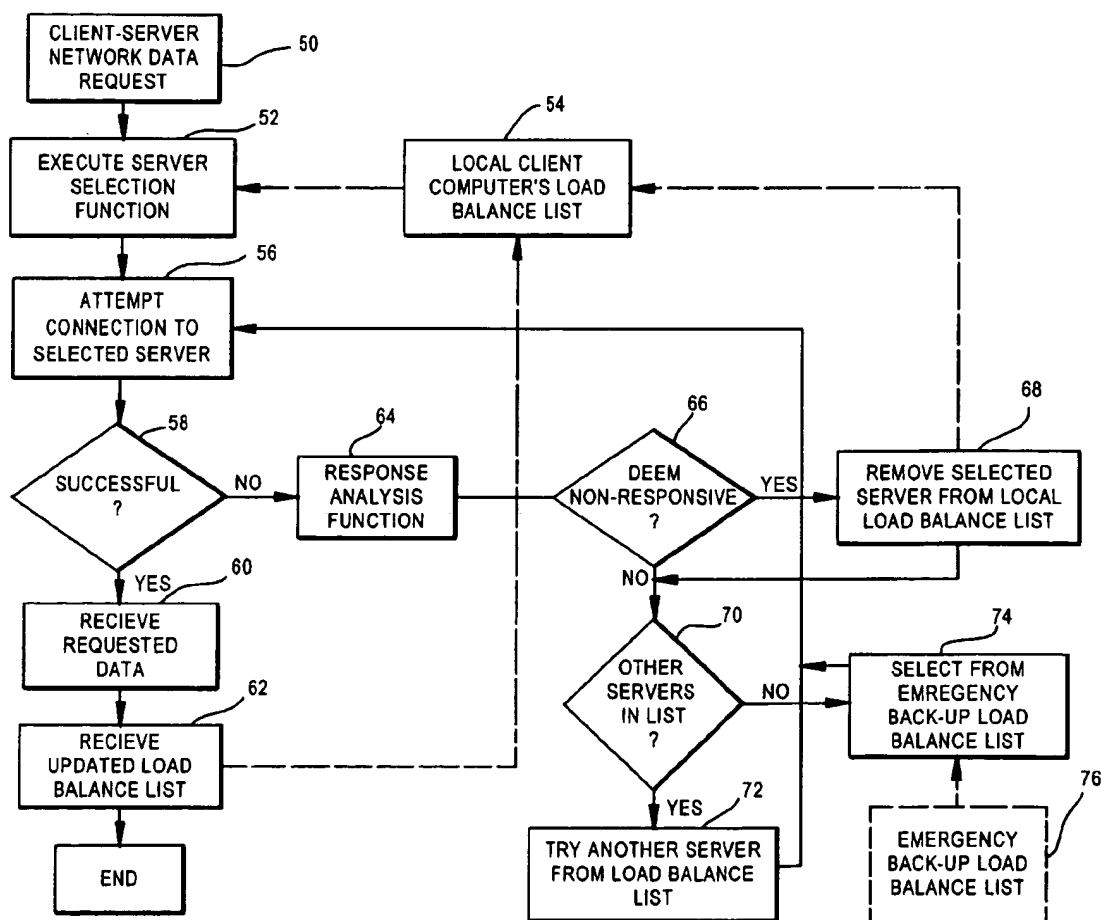 CLIENT-SERVER
NETWORK DATA
REQUEST
50
52
EXECUTE SERVER
SELECTION
FUNCTION
54
LOCAL CLIENT
COMPUTER'S LOAD
BALANCE LIST
56
ATTEMPT
CONNECTION TO
SELECTED SERVER
58
SUCCESSFUL
?
NO
YES
64
RESPONSE
ANALYSIS
FUNCTION
66
DEEM
NON-RESPONSIVE
?
YES
NO
68
REMOVE SELECTED
SERVER FROM LOCAL
LOAD BALANCE LIST
60
RECIEVE
REQUESTED
DATA
62
RECIEVE
UPDATED LOAD
BALANCE LIST
END
70
OTHER
SERVERS
IN LIST
?
NO
YES
74
SELECT FROM
EMREGENCY
BACK-UP LOAD
BALANCE LIST
72
TRY ANOTHER SERVER
FROM LOAD BALANCE
LIST
76
EMERGENCY
BACK-UP LOAD
BALANCE LIST